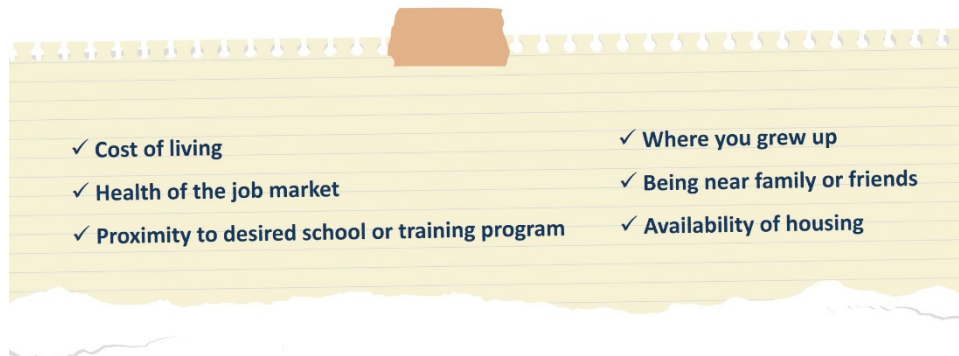 ✓ Cost of living
✓ Health of the job market
✓ Proximity to desired school or training program
✓ Where you grew up
✓ Being near family or friends
✓ Availability of housing